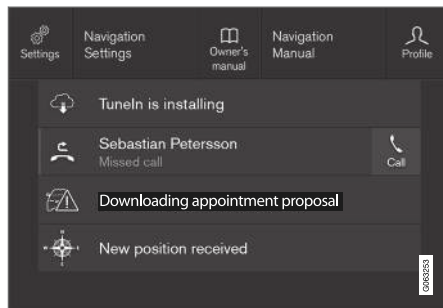 Settings
Navigation
Settings
Owner's
manual
Navigation
Manual
Profile
TuneIn is installing
Sebastian Petersson
Missed call
Call
Downloading appointment proposal
New position received
G063253